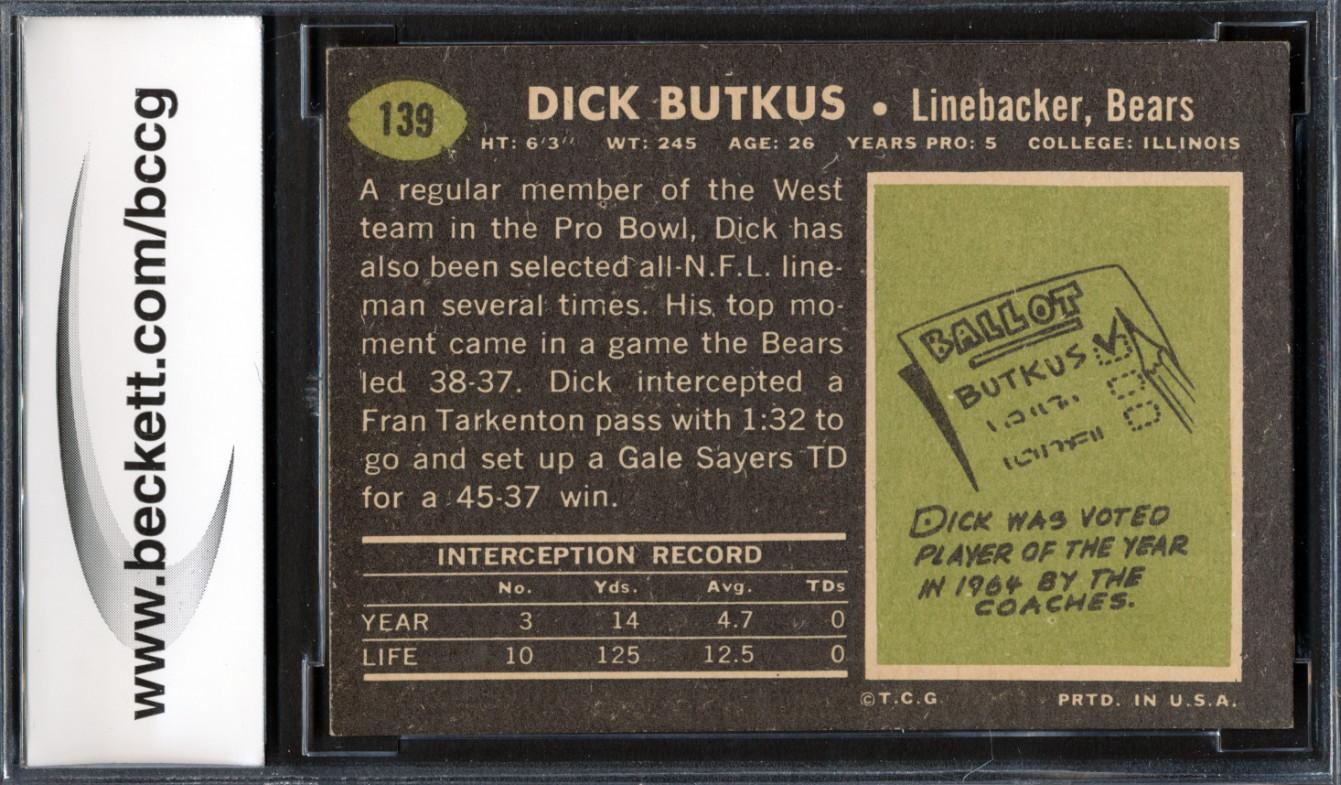 www.beckett.com/bccg
139
DICK BUTKUS • Linebacker, Bears
HT: 6'3" WT: 245 AGE: 26 YEARS PRO: 5 COLLEGE: ILLINOIS
A regular member of the West
team in the Pro Bowl, Dick has
also been selected all-N.F.L. line-
man several times. His top mo-
ment came in a game the Bears
led 38-37. Dick intercepted a
Fran Tarkenton pass with 1:32 to
go and set up a Gale Sayers TD
for a 45-37 win.
INTERCEPTION RECORD
No. Yds. Avg. TDs
YEAR 3 14 4.7 0
LIFE 10 125 12.5 0
BALLOT
BUTKUS
DICK WAS VOTED
PLAYER OF THE YEAR
IN 1964 BY THE
COACHES.
©T.C.G.
PRTD. IN U.S.A.